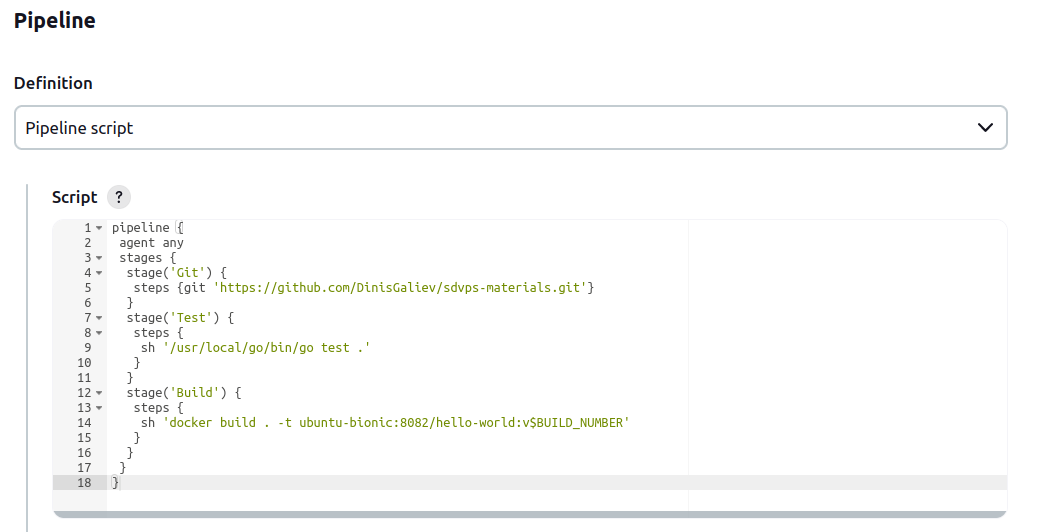 Pipeline
Definition
Pipeline script
Script ?
1 pipeline {
2  agent any
3  stages {
4   stage('Git') {
5    steps {git 'https://github.com/DinisGaliev/sdvps-materials.git'}
6   }
7   stage('Test') {
8    steps {
9     sh '/usr/local/go/bin/go test .'
10    }
11   }
12   stage('Build') {
13    steps {
14     sh 'docker build . -t ubuntu-bionic:8082/hello-world:v$BUILD_NUMBER'
15    }
16   }
17  }
18 }